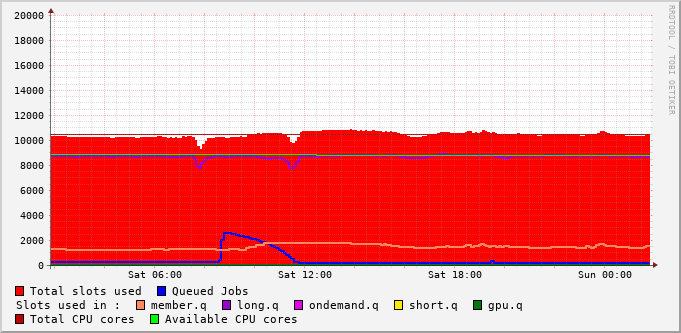 20000
18000
16000
14000
12000
10000
8000
6000
4000
2000
0
Sat 06:00 Sat 12:00 Sat 18:00 Sun 00:00
Total slots used Queued Jobs
Slots used in : member.q long.q ondemand.q short.q gpu.q
Total CPU cores Available CPU cores
RRDTOOL / TOBI OETIKER